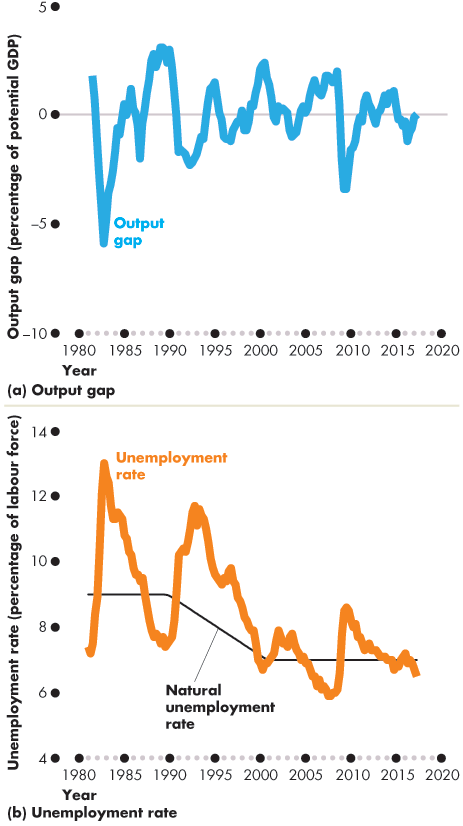 Output gap (percentage of potential GDP)
5
0
–5
–10
Output
gap
1980 1985 1990 1995 2000 2005 2010 2015 2020
Year
(a) Output gap
Unemployment rate (percentage of labour force)
14
12
10
8
6
4
Unemployment
rate
Natural
unemployment
rate
1980 1985 1990 1995 2000 2005 2010 2015 2020
Year
(b) Unemployment rate